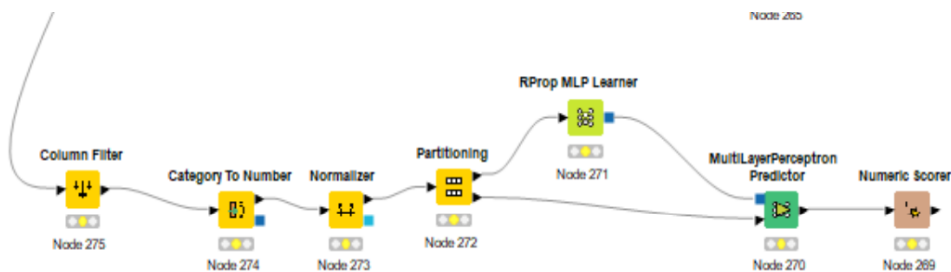 Node 265
RProp MLP Learner
Node 271
Column Filter
Node 275
Category To Number
Node 274
Normalizer
Node 273
Partitioning
Node 272
MultiLayerPerceptron
Predictor
Node 270
Numeric Scorer
Node 269